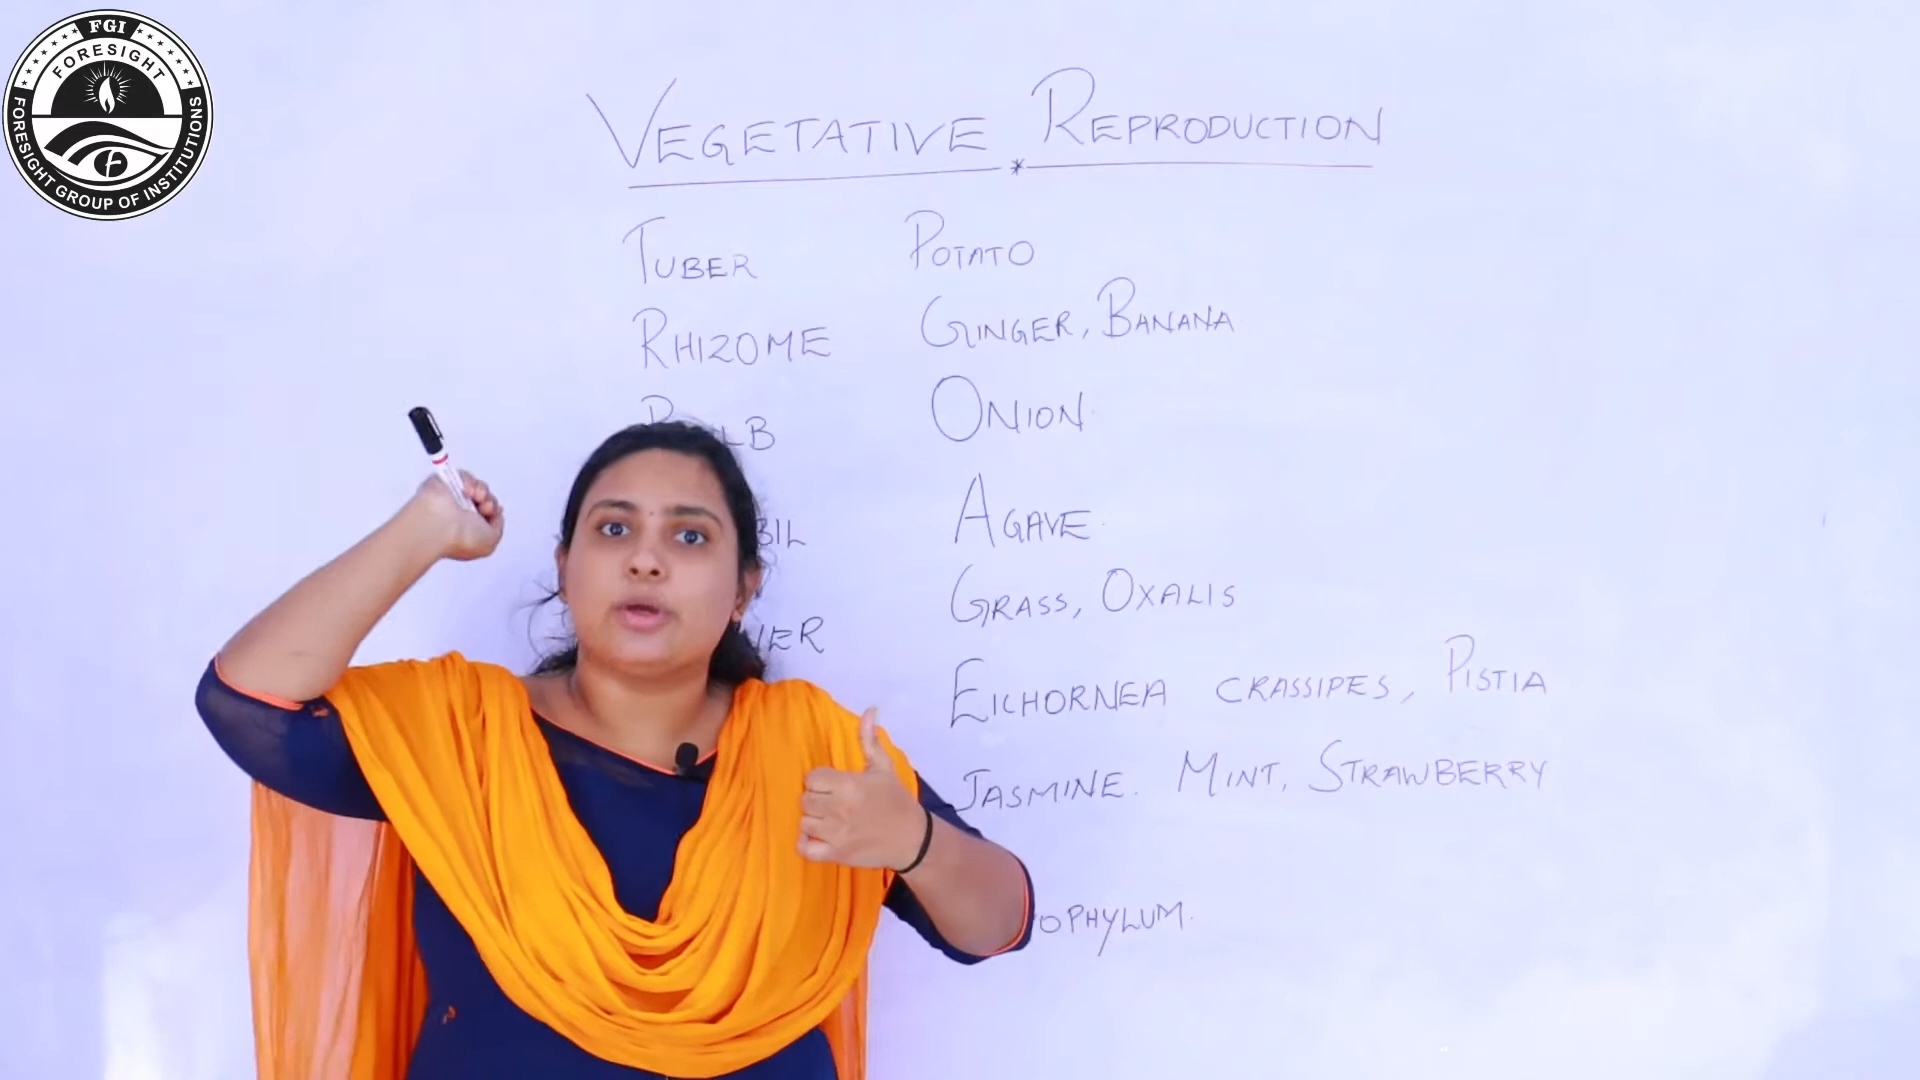 FGI
FORESIGHT
FORESIGHT GROUP OF INSTITUTIONS
VEGETATIVE REPRODUCTION
TUBER POTATO
RHIZOME GINGER, BANANA
ONION
AGAVE
GRASS, OXALIS
EICHORNEA CRASSIPES, PISTIA
JASMINE. MINT, STRAWBERRY